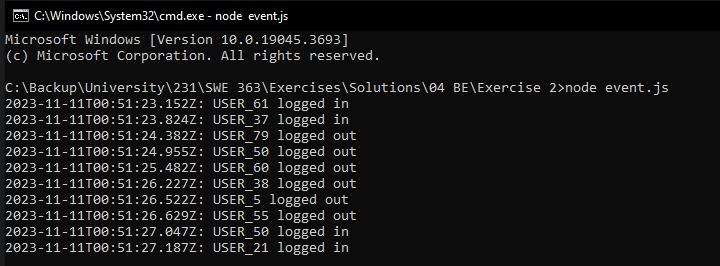 C:\Windows\System32\cmd.exe - node event.js
Microsoft Windows [Version 10.0.19045.3693]
(c) Microsoft Corporation. All rights reserved.
C:\Backup\University\231\SWE 363\Exercises\Solutions\04 BE\Exercise 2>node event.js
2023-11-11T00:51:23.152Z: USER_61 logged in
2023-11-11T00:51:23.824Z: USER_37 logged in
2023-11-11T00:51:24.382Z: USER_79 logged out
2023-11-11T00:51:24.955Z: USER_50 logged out
2023-11-11T00:51:25.482Z: USER_60 logged out
2023-11-11T00:51:26.227Z: USER_38 logged out
2023-11-11T00:51:26.522Z: USER_5 logged out
2023-11-11T00:51:26.629Z: USER_55 logged out
2023-11-11T00:51:27.047Z: USER_50 logged in
2023-11-11T00:51:27.187Z: USER_21 logged in